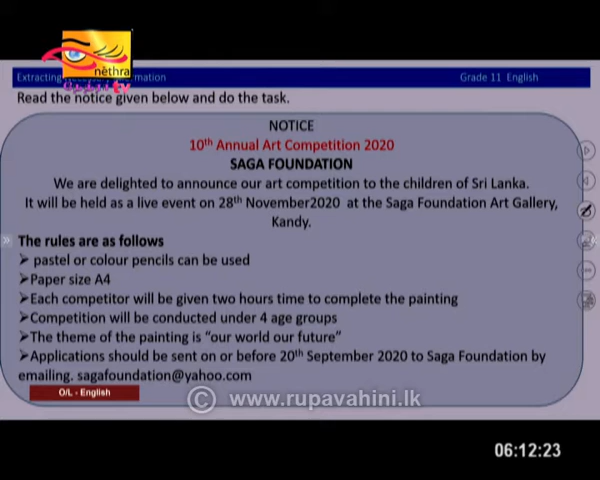 nethra
tv
Extracting mation Grade 11 English
Read the notice given below and do the task.
NOTICE
10th Annual Art Competition 2020
SAGA FOUNDATION
We are delighted to announce our art competition to the children of Sri Lanka.
It will be held as a live event on 28th November2020 at the Saga Foundation Art Gallery,
Kandy.
The rules are as follows
➢ pastel or colour pencils can be used
➢Paper size A4
➢Each competitor will be given two hours time to complete the painting
➢Competition will be conducted under 4 age groups
➢The theme of the painting is “our world our future”
➢Applications should be sent on or before 20th September 2020 to Saga Foundation by
emailing. sagafoundation@yahoo.com
O/L - English
© www.rupavahini.lk
06:12:23